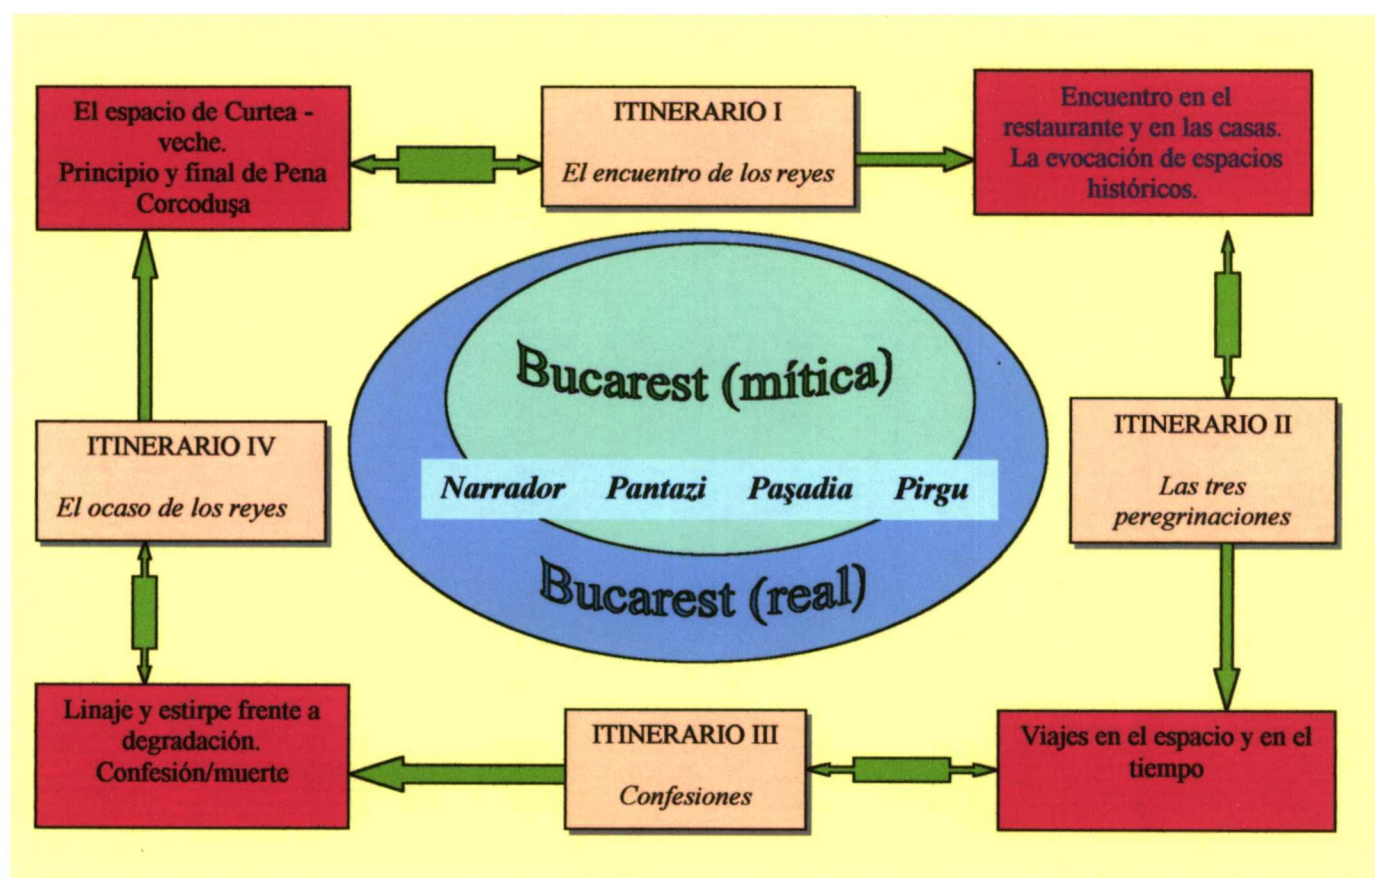 El espacio de Curtea -
veche.
Principio y final de Pena
Corcoduşa
ITINERARIO I
El encuentro de los reyes
Encuentro en el
restaurante y en las casas.
La evocación de espacios
históricos.
Bucarest (mítica)
ITINERARIO IV
El ocaso de los reyes
Narrador Pantazi Paşadia Pirgu
ITINERARIO II
Las tres
peregrinaciones
Bucarest (real)
Linaje y estirpe frente a
degradación.
Confesión/muerte
ITINERARIO III
Confesiones
Viajes en el espacio y en el
tiempo